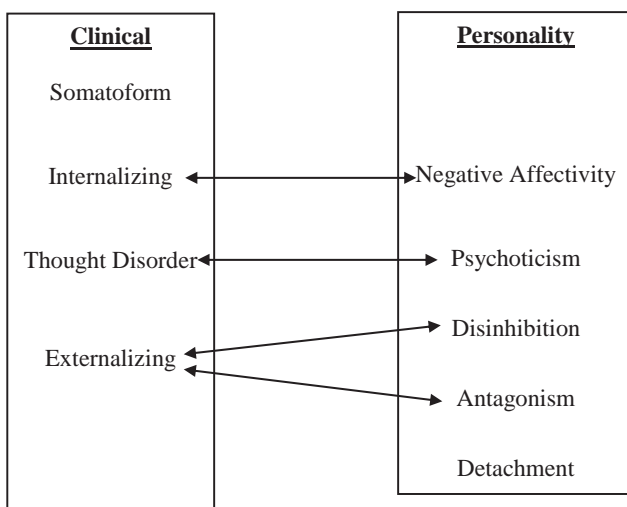 Clinical
Somatoform
Internalizing
Thought Disorder
Externalizing
Personality
Negative Affectivity
Psychoticism
Disinhibition
Antagonism
Detachment